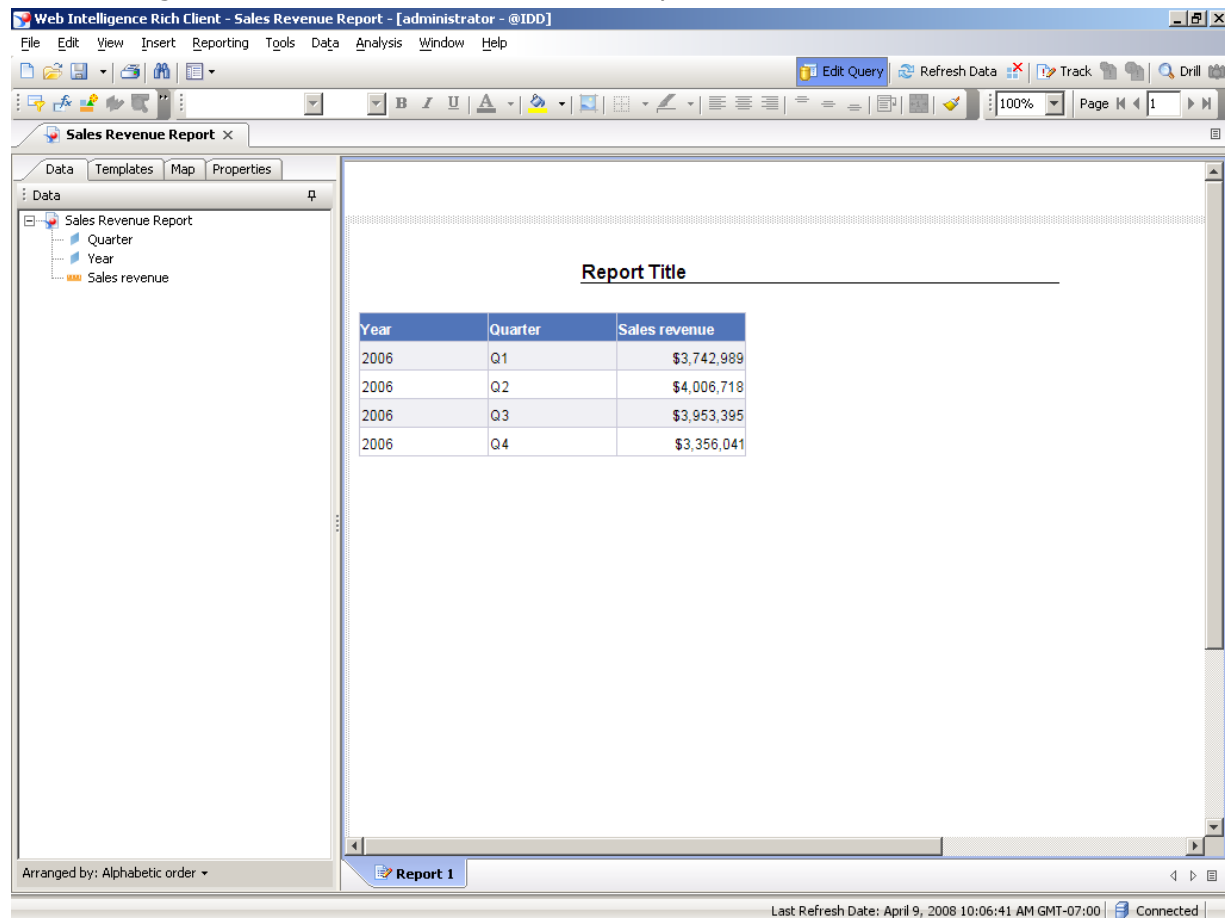 Web Intelligence Rich Client - Sales Revenue Report - [administrator - @IDD]
File Edit View Insert Reporting Tools Data Analysis Window Help
Edit Query Refresh Data Track Drill
B I U A 100% Page 1
Sales Revenue Report
Data Templates Map Properties
Data
Sales Revenue Report
Quarter
Year
Sales revenue
Report Title
Year Quarter Sales revenue
2006 Q1 $3,742,989
2006 Q2 $4,006,718
2006 Q3 $3,953,395
2006 Q4 $3,356,041
Arranged by: Alphabetic order
Report 1
Last Refresh Date: April 9, 2008 10:06:41 AM GMT-07:00 Connected